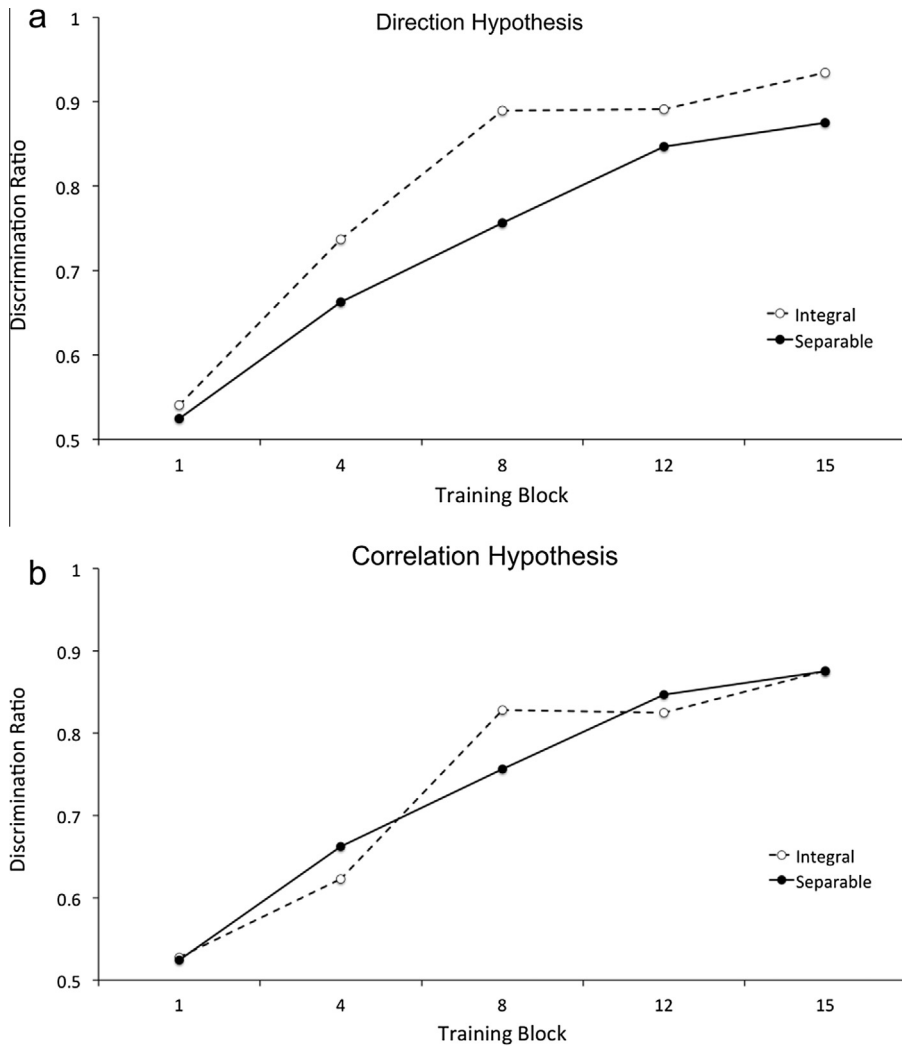 a
Direction Hypothesis
1
0.9
0.8
0.7
0.6
0.5
Discrimination Ratio
Integral
Separable
1 4 8 12 15
Training Block
b
Correlation Hypothesis
1
0.9
0.8
0.7
0.6
0.5
Discrimination Ratio
Integral
Separable
1 4 8 12 15
Training Block